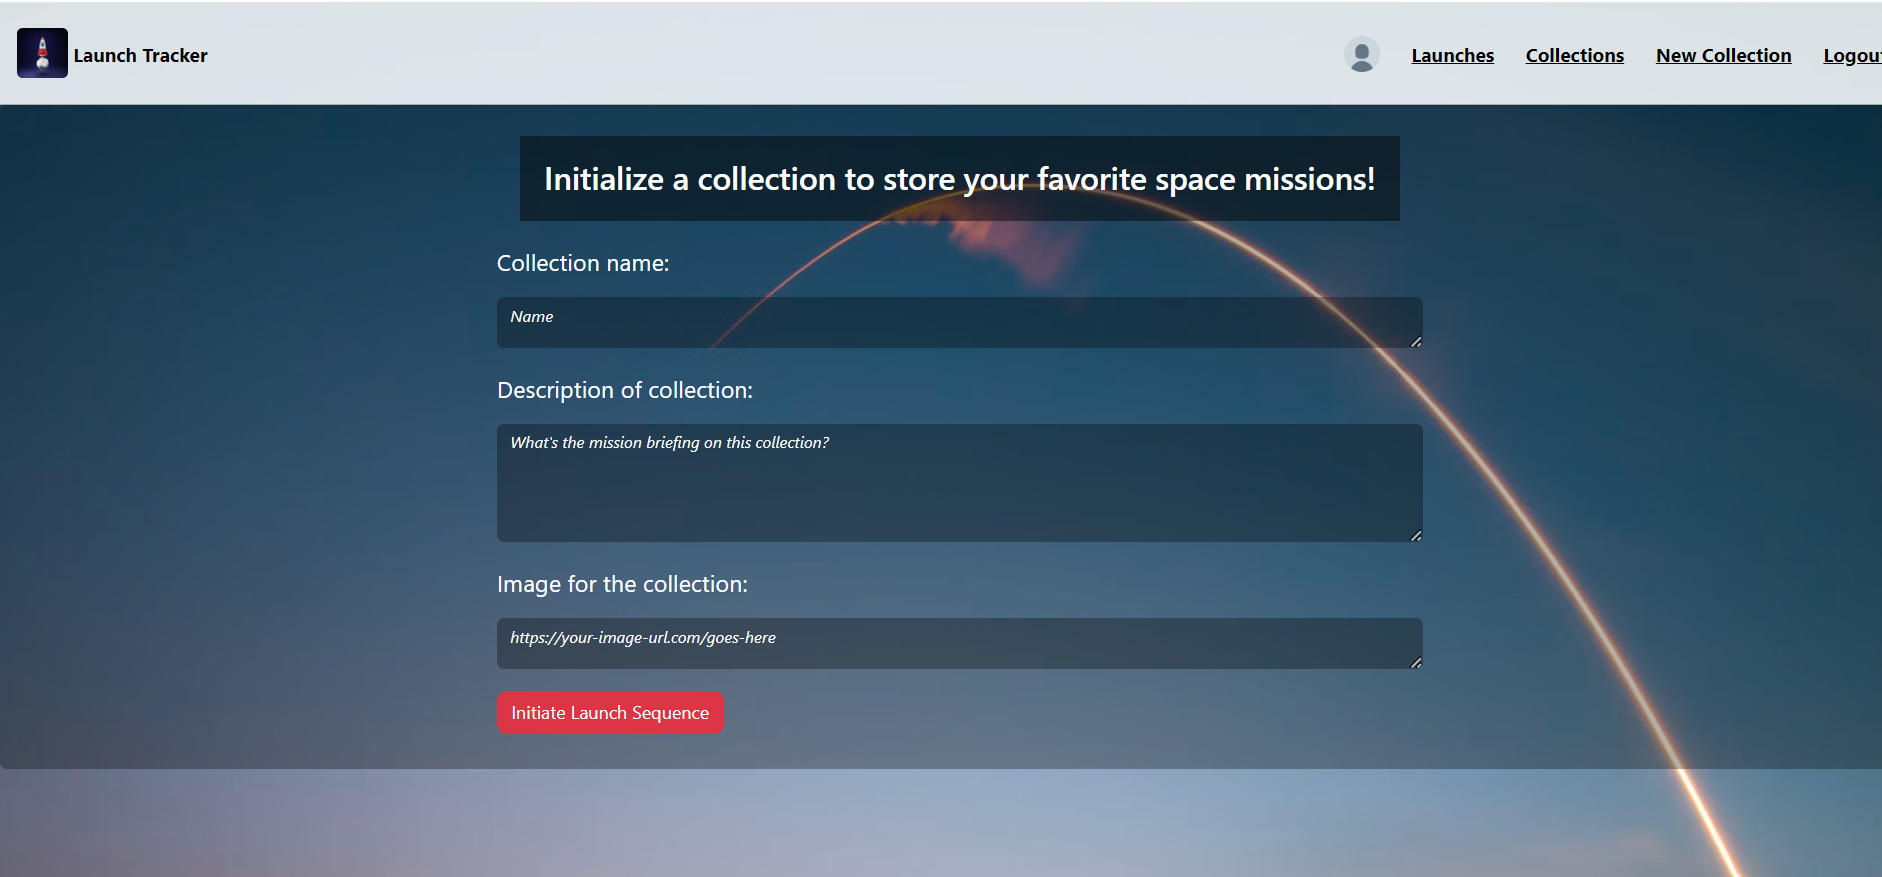 Launch Tracker
Launches Collections New Collection Logout
Initialize a collection to store your favorite space missions!
Collection name:
Name
Description of collection:
What's the mission briefing on this collection?
Image for the collection:
https://your-image-url.com/goes-here
Initiate Launch Sequence